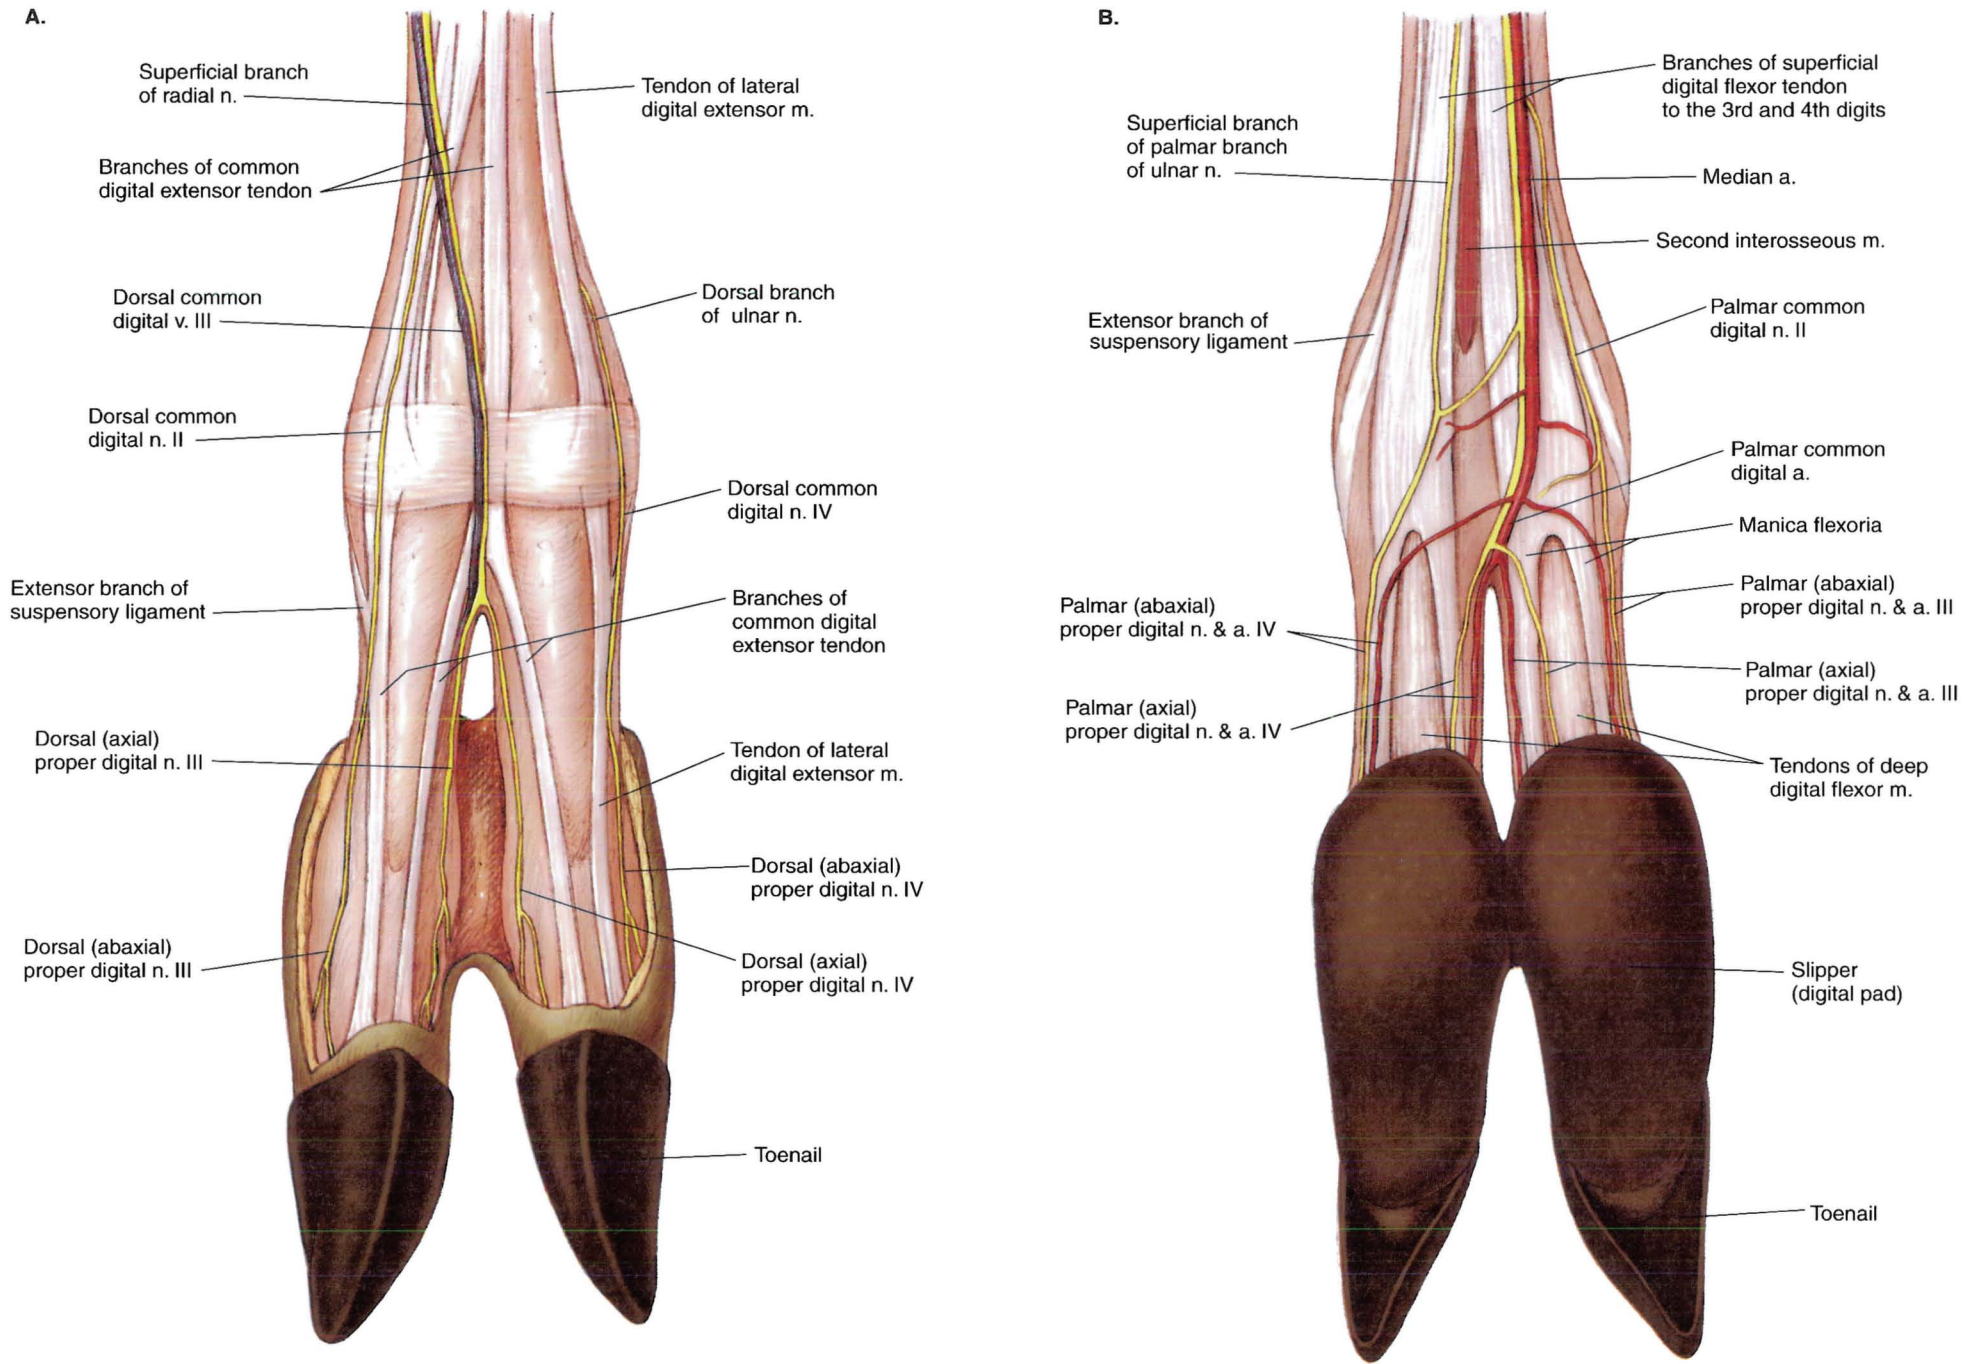 A.
Superficial branch
of radial n.
Branches of common
digital extensor tendon
Dorsal common
digital v. III
Dorsal common
digital n. II
Extensor branch of
suspensory ligament
Dorsal (axial)
proper digital n. III
Dorsal (abaxial)
proper digital n. III
Tendon of lateral
digital extensor m.
Dorsal branch
of ulnar n.
Dorsal common
digital n. IV
Branches of
common digital
extensor tendon
Tendon of lateral
digital extensor m.
Dorsal (abaxial)
proper digital n. IV
Dorsal (axial)
proper digital n. IV
Toenail
B.
Superficial branch
of palmar branch
of ulnar n.
Extensor branch of
suspensory ligament
Palmar (abaxial)
proper digital n. & a. IV
Palmar (axial)
proper digital n. & a. IV
Branches of superficial
digital flexor tendon
to the 3rd and 4th digits
Median a.
Second interosseous m.
Palmar common
digital n. II
Palmar common
digital a.
Manica flexoria
Palmar (abaxial)
proper digital n. & a. III
Palmar (axial)
proper digital n. & a. III
Tendons of deep
digital flexor m.
Slipper
(digital pad)
Toenail